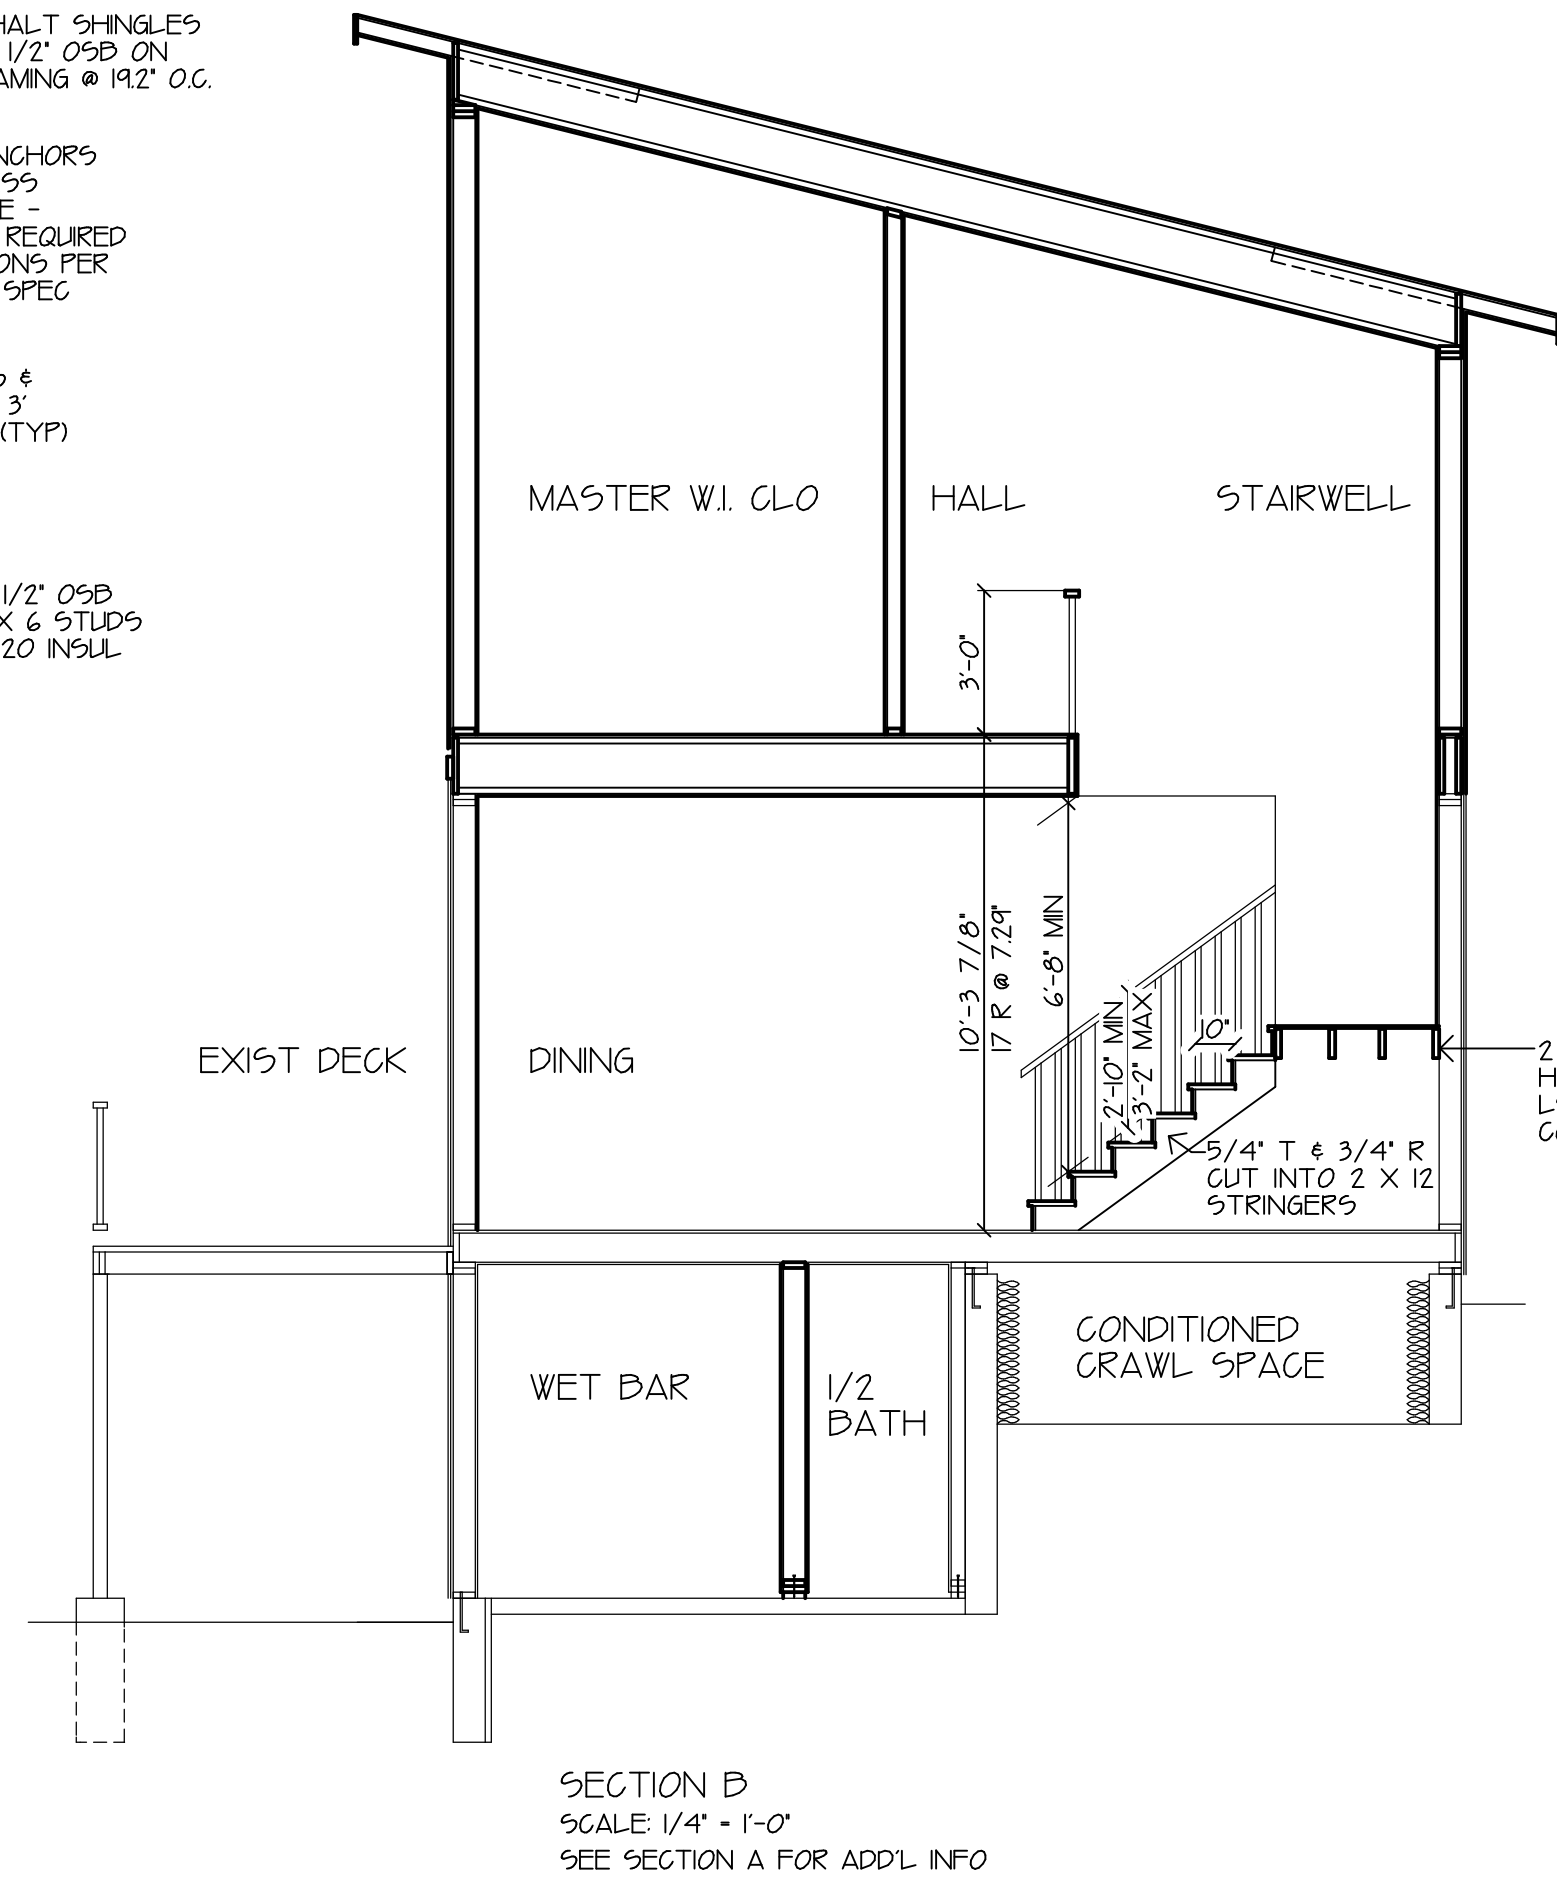 HALT SHINGLES
1/2" OSB ON
AMING @ 19.2" O.C.
NCHORS
SS
E -
REQUIRED
ONS PER
SPEC
&
3'
(TYP)
1/2" OSB
X 6 STUDS
20 INSUL
MASTER W.I. CLO
HALL
STAIRWELL
3'-0"
10'-3 7/8"
17 R @ 7.29"
6'-8" MIN
2'-10" MIN
3'-2" MAX
10"
EXIST DECK
DINING
2
H
L
C
5/4" T & 3/4" R
CUT INTO 2 X 12
STRINGERS
CONDITIONED
CRAWL SPACE
WET BAR
1/2
BATH
SECTION B
SCALE: 1/4" = 1'-0"
SEE SECTION A FOR ADD'L INFO